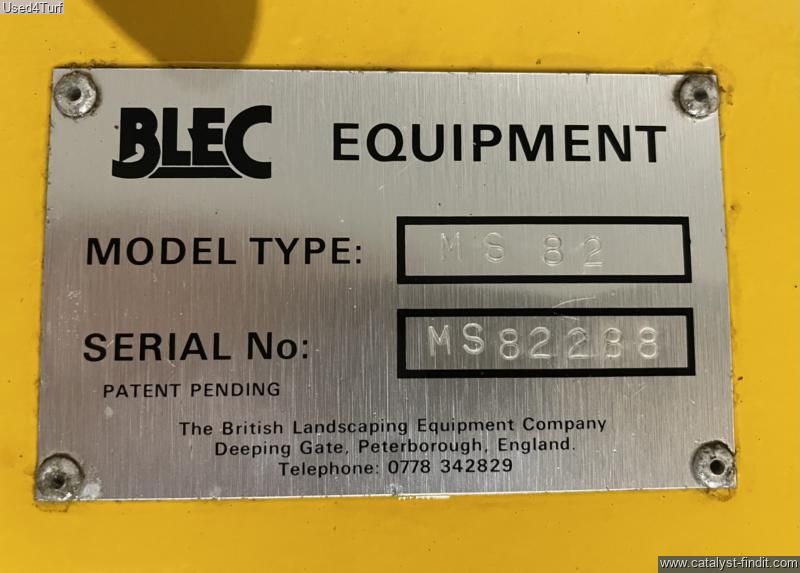 Used4Turf
BLEC EQUIPMENT
MODEL TYPE: MS 82
SERIAL No: MS82288
PATENT PENDING
The British Landscaping Equipment Company
Deeping Gate, Peterborough, England.
Telephone: 0778 342829
www.catalyst-findit.com